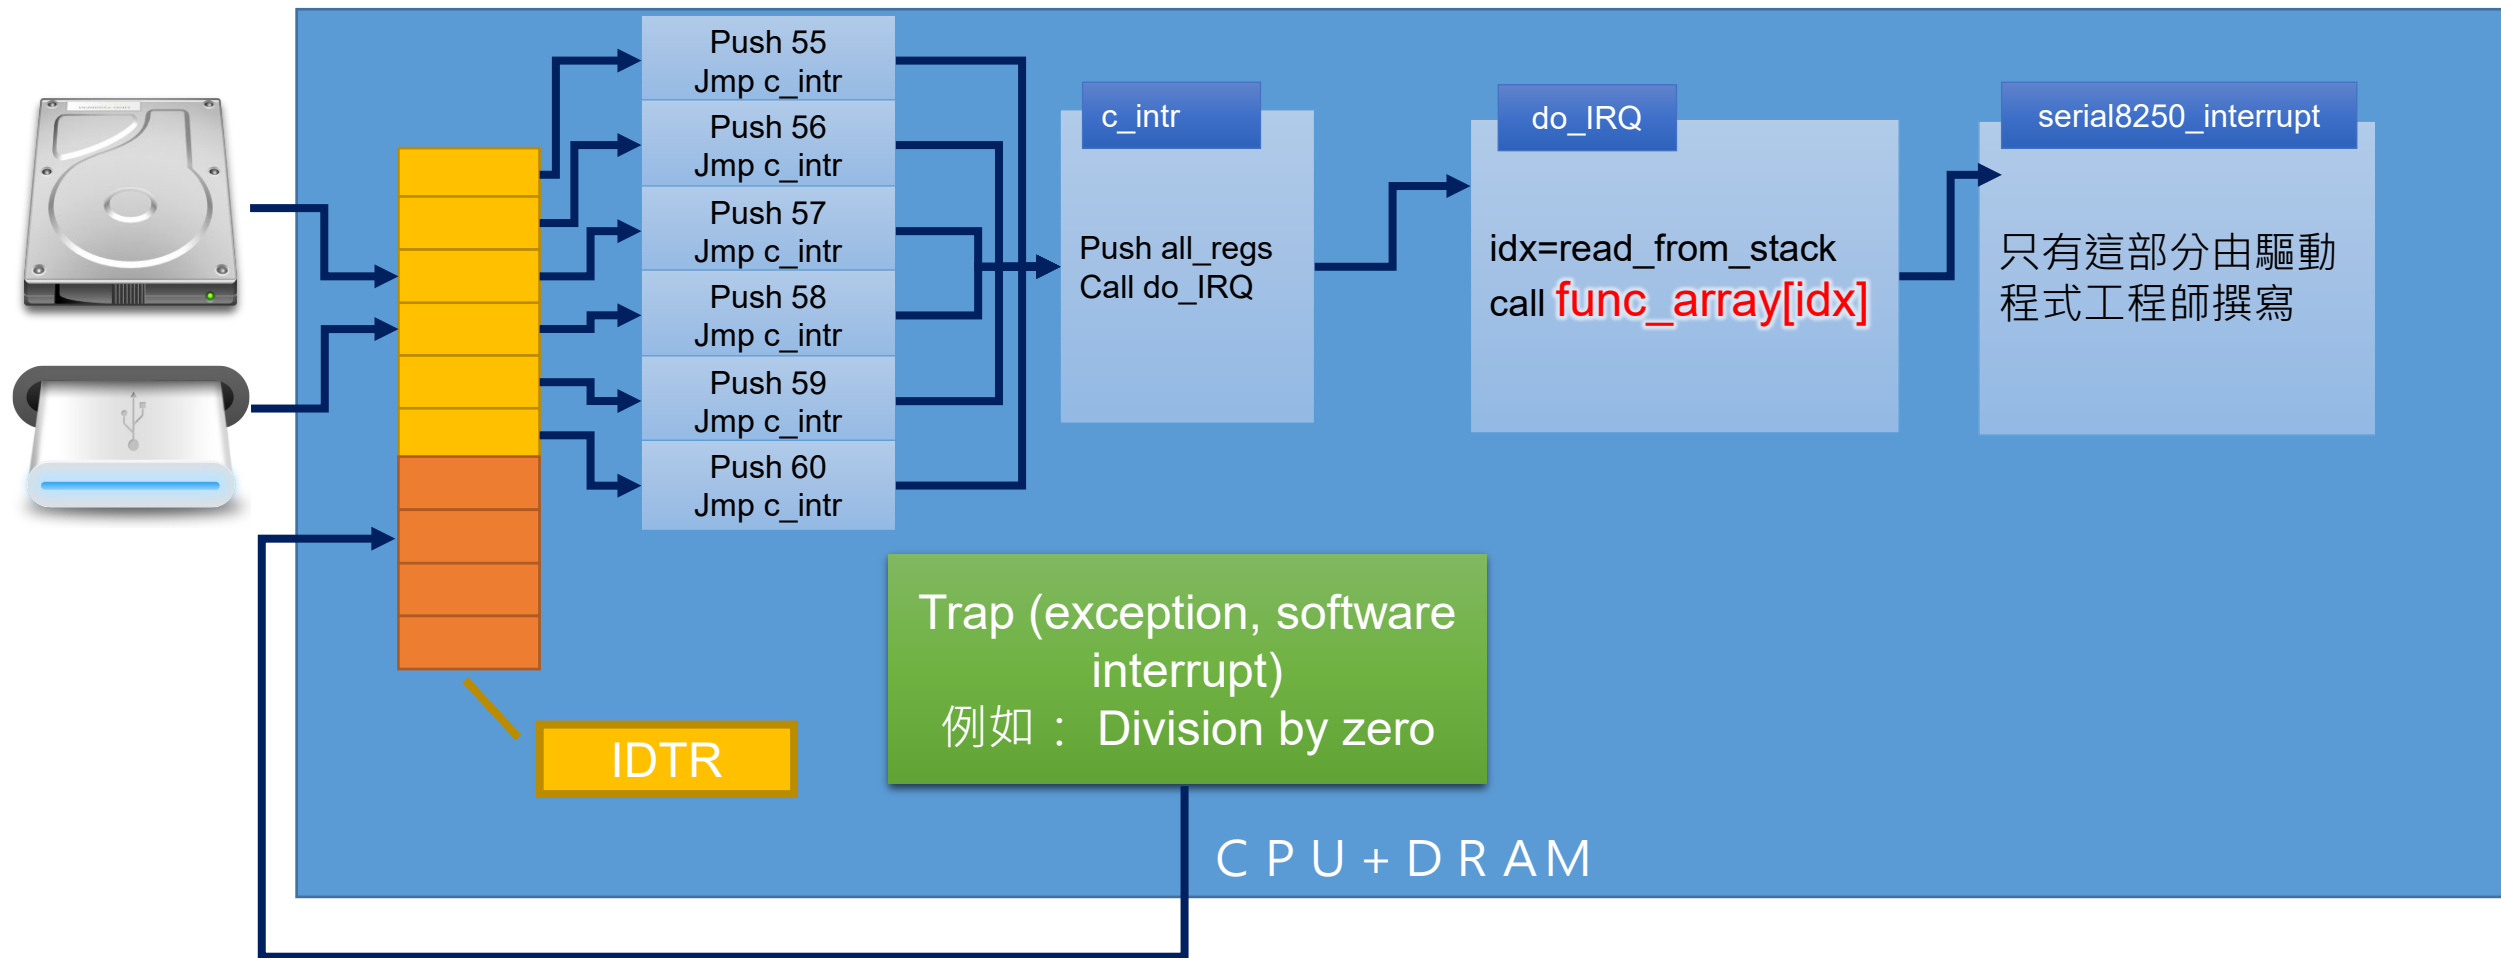 Push 55
Jmp c_intr
Push 56
Jmp c_intr
Push 57
Jmp c_intr
Push 58
Jmp c_intr
Push 59
Jmp c_intr
Push 60
Jmp c_intr
c_intr
Push all_regs
Call do_IRQ
do_IRQ
idx=read_from_stack
call func_array[idx]
serial8250_interrupt
只有這部分由驅動
程式工程師撰寫
Trap (exception, software
interrupt)
例如： Division by zero
IDTR
CPU+DRAM